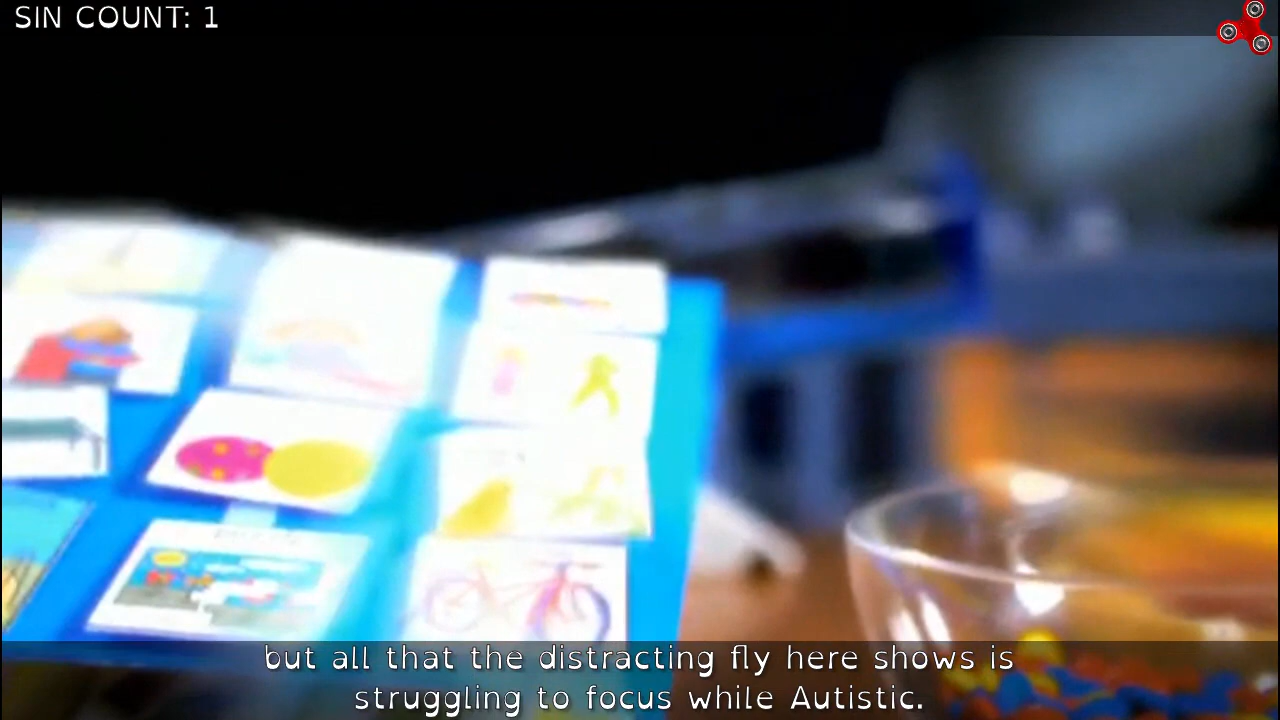 SIN COUNT: 1
but all that the distracting fly here shows is
struggling to focus while Autistic.